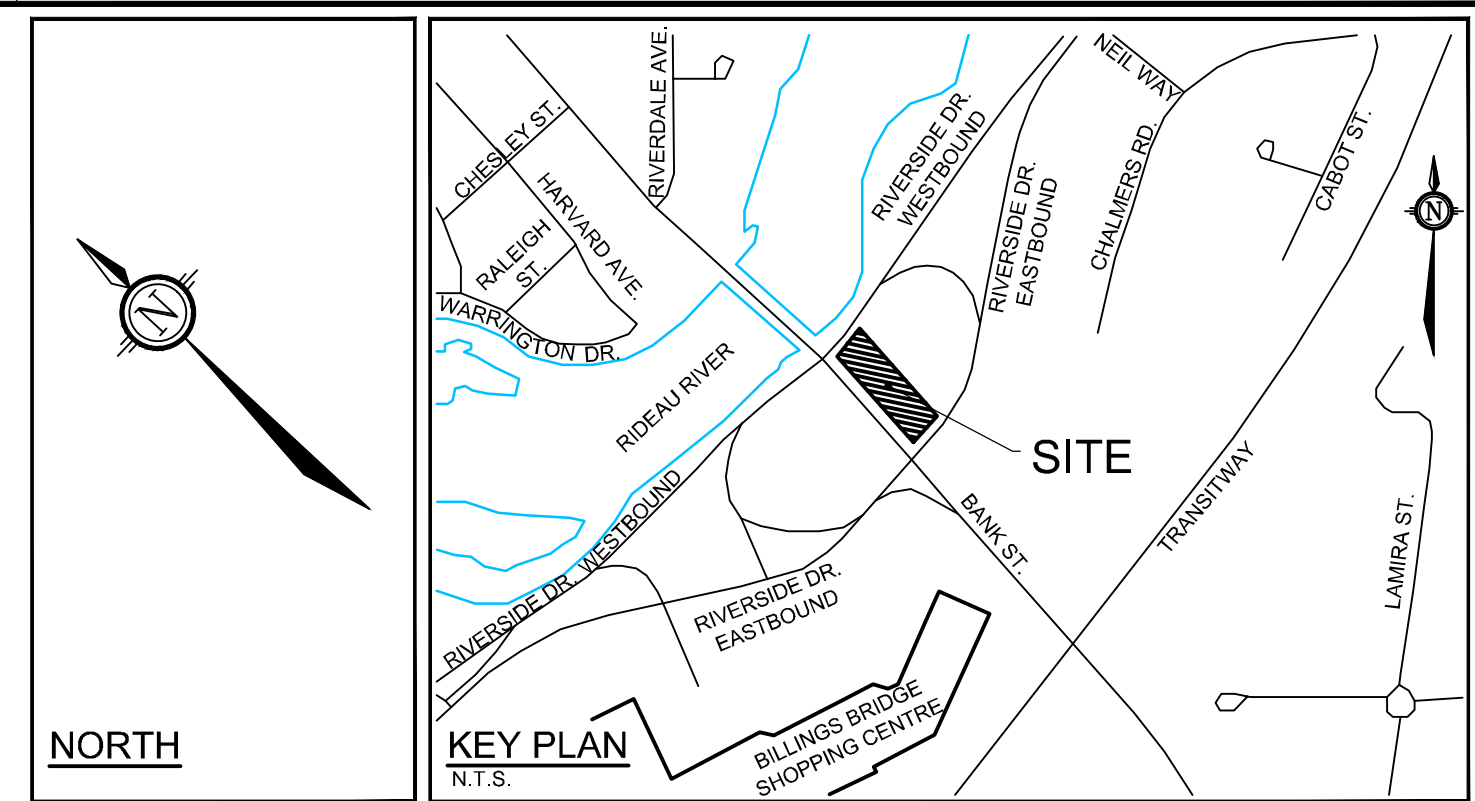 N
NORTH
CHESLEY ST.
HARVARD AVE.
RALEIGH
ST.
WARRINGTON DR.
RIVERDALE AVE.
RIDEAU RIVER
RIVERSIDE DR.
WESTBOUND
RIVERSIDE DR.
EASTBOUND
NEIL WAY
CHALMERS RD.
CABOT ST.
N
SITE
BANK ST.
TRANSITWAY
LAMIRA ST.
RIVERSIDE DR. WESTBOUND
RIVERSIDE DR.
EASTBOUND
BILLINGS BRIDGE
SHOPPING CENTRE
KEY PLAN
N.T.S.